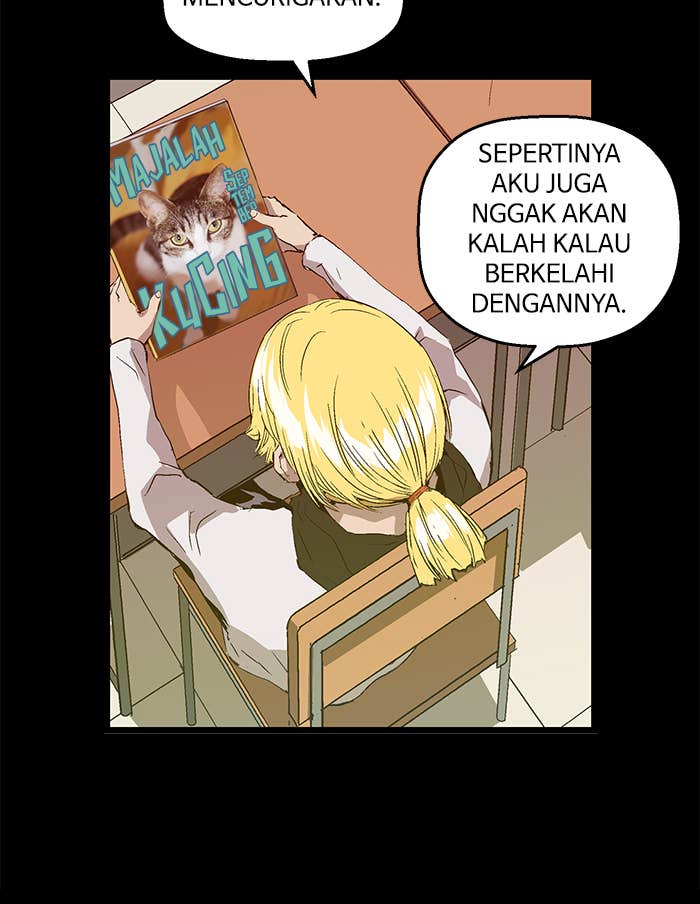 MENCURIGAKAN.
MAJALAH
SEP
TEM
BER
KUCING
SEPERTINYA
AKU JUGA
NGGAK AKAN
KALAH KALAU
BERKELAHI
DENGANNYA.